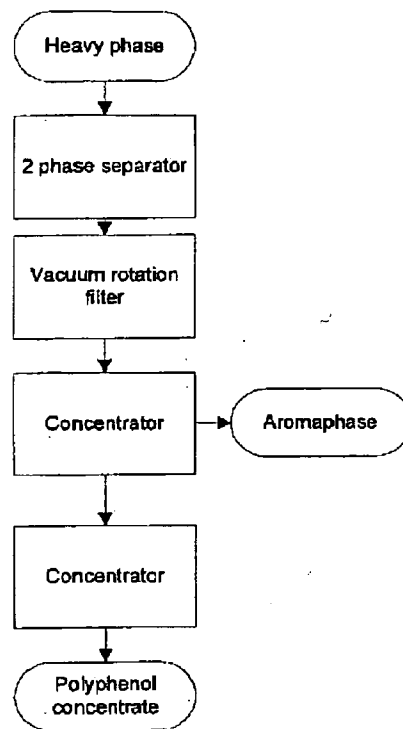 Heavy phase
2 phase separator
Vacuum rotation
filter
Concentrator
Aromaphase
Concentrator
Polyphenol
concentrate